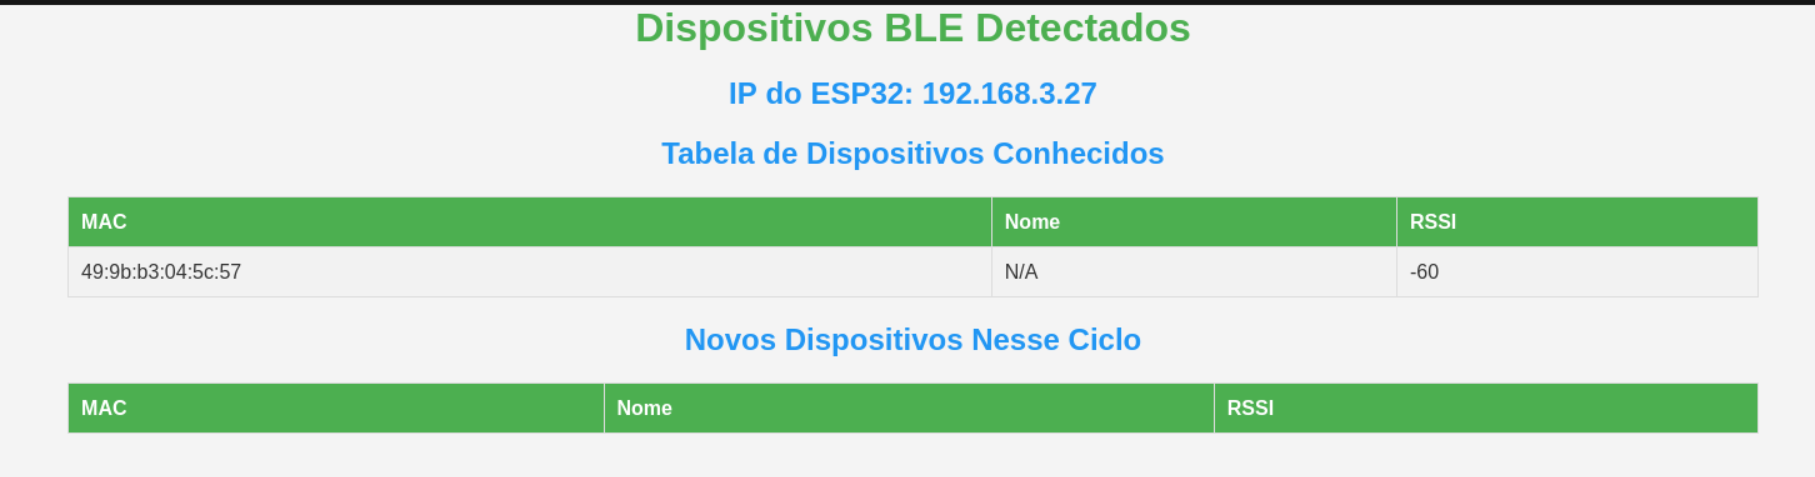 Dispositivos BLE Detectados
IP do ESP32: 192.168.3.27
Tabela de Dispositivos Conhecidos
MAC Nome RSSI
49:9b:b3:04:5c:57 N/A -60
Novos Dispositivos Nesse Ciclo
MAC Nome RSSI